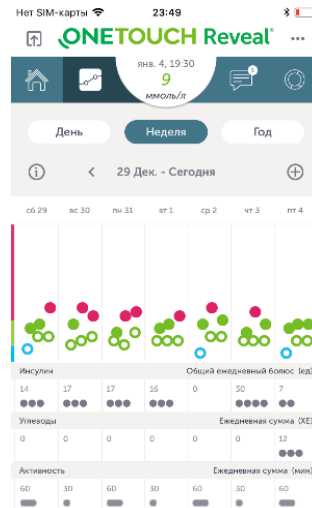 Нет SIM-карты 23:49
ONETOUCH Reveal®
янв. 4, 19:30
9
ммоль/л
6
День Неделя Год
29 Дек. - Сегодня
сб 29 вс 30 пн 31 вт 1 ср 2 чт 3 пт 4
Инсулин Общий ежедневный болюс (ед)
14 17 17 16 0 30 7
Углеводы Ежедневная сумма (ХЕ)
0 0 0 0 0 0 12
Активность Ежедневная сумма (мин)
60 30 60 30 60 30 60